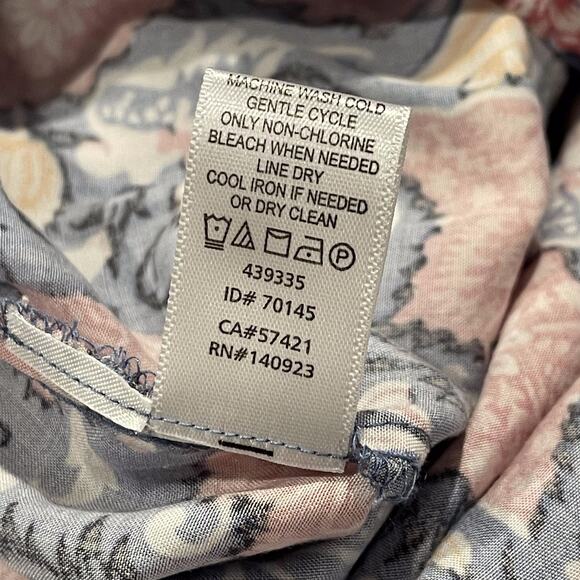 MACHINE WASH COLD
GENTLE CYCLE
ONLY NON-CHLORINE
BLEACH WHEN NEEDED
LINE DRY
COOL IRON IF NEEDED
OR DRY CLEAN
P
439335
ID# 70145
CA#57421
RN#140923